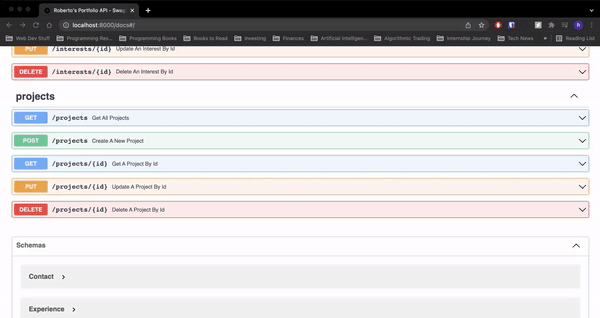 Roberto's Portfolio API - Swag
localhost:8000/docs#/
Web Dev Stuff Programming Res... Programming Books Books to Read Investing Finances Artificial Intelligen... Algorithmic Trading Internship Journey Tech News » Reading List
PUT /interests/{id} Update An Interest By Id
DELETE /interests/{id} Delete An Interest By Id
projects
GET /projects Get All Projects
POST /projects Create A New Project
GET /projects/{id} Get A Project By Id
PUT /projects/{id} Update A Project By Id
DELETE /projects/{id} Delete A Project By Id
Schemas
Contact
Experience